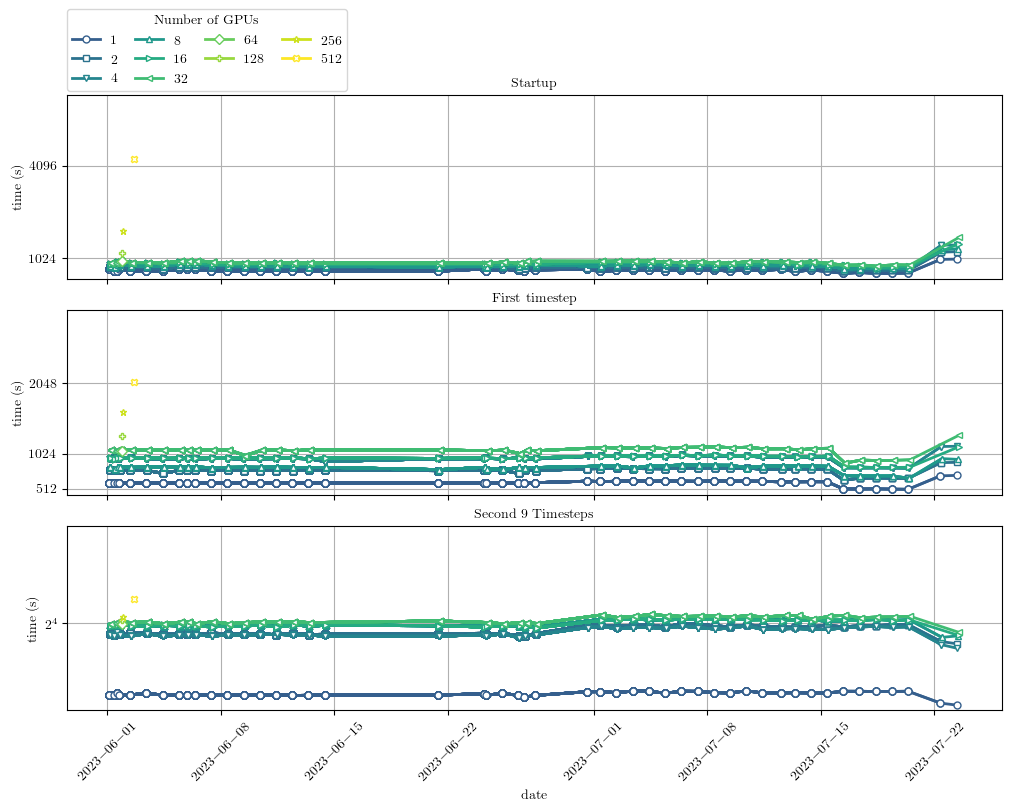 Number of GPUs
1 8 64 256
2 16 128 512
4 32
Startup
time (s)
4096
1024
First timestep
time (s)
2048
1024
512
Second 9 Timesteps
time (s)
2⁴
2023−06−01 2023−06−08 2023−06−15 2023−06−22 2023−07−01 2023−07−08 2023−07−15 2023−07−22
date